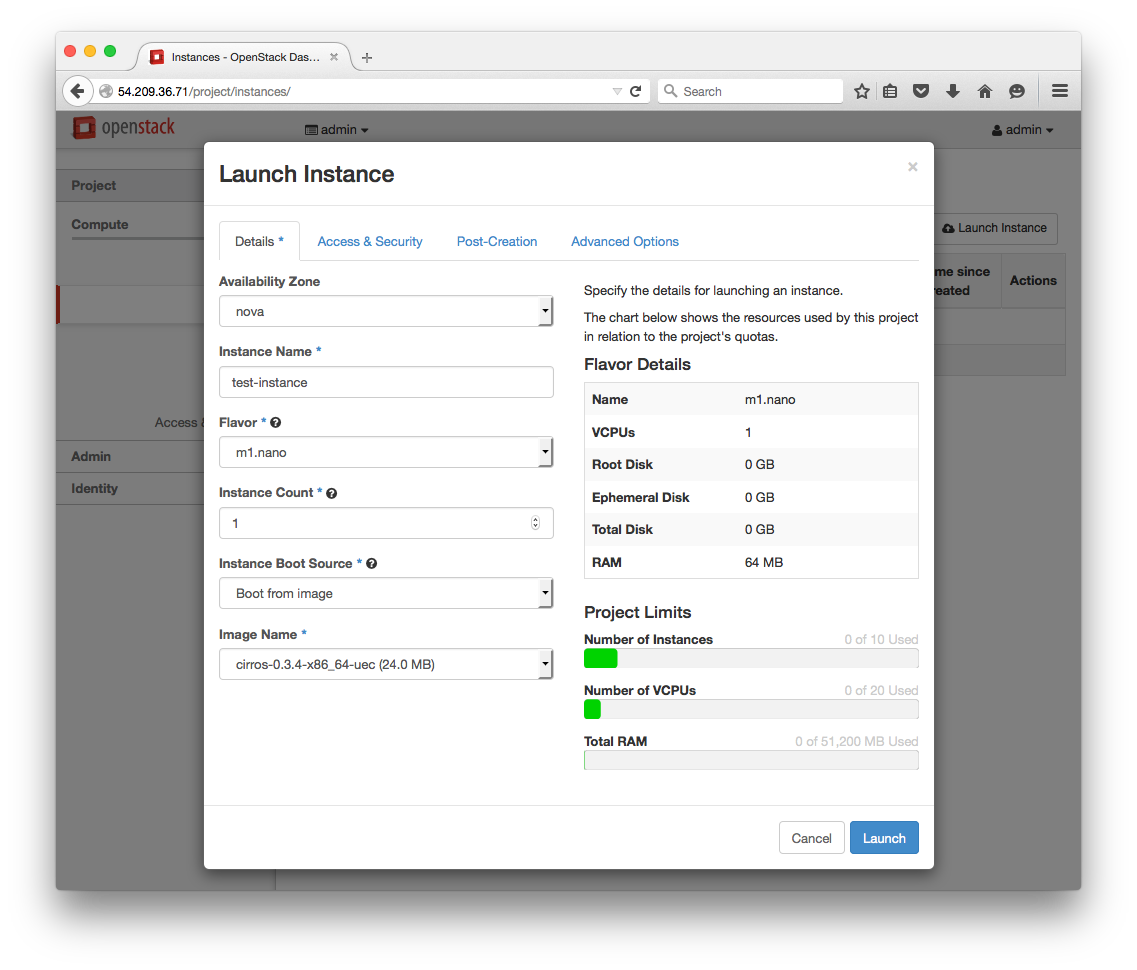 Instances - OpenStack Das...
54.209.36.71/project/instances/
Search
openstack
admin
admin
Project
Compute
Access &
Admin
Identity
Launch Instance
me since
reated
Actions
Launch Instance
Details *
Access & Security
Post-Creation
Advanced Options
Availability Zone
nova
Instance Name *
test-instance
Flavor *
m1.nano
Instance Count *
1
Instance Boot Source *
Boot from image
Image Name *
cirros-0.3.4-x86_64-uec (24.0 MB)
Specify the details for launching an instance.
The chart below shows the resources used by this project
in relation to the project's quotas.
Flavor Details
Name m1.nano
VCPUs 1
Root Disk 0 GB
Ephemeral Disk 0 GB
Total Disk 0 GB
RAM 64 MB
Project Limits
Number of Instances 0 of 10 Used
Number of VCPUs 0 of 20 Used
Total RAM 0 of 51,200 MB Used
Cancel
Launch